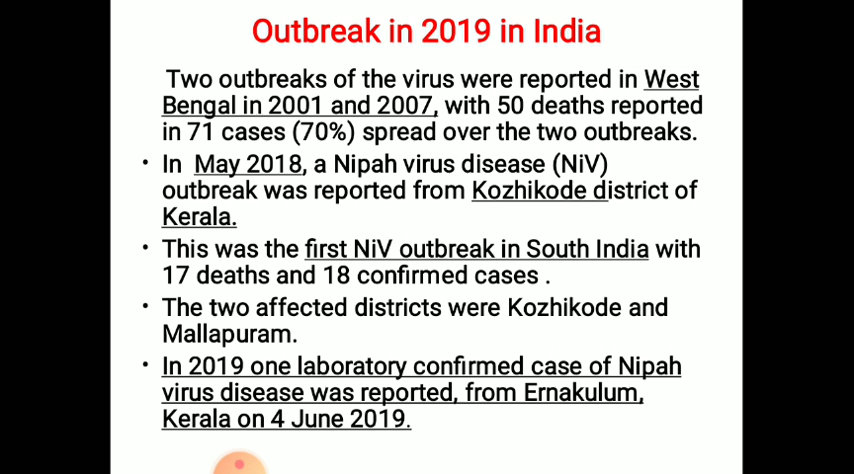 Outbreak in 2019 in India
Two outbreaks of the virus were reported in West
Bengal in 2001 and 2007, with 50 deaths reported
in 71 cases (70%) spread over the two outbreaks.
• In May 2018, a Nipah virus disease (NiV)
outbreak was reported from Kozhikode district of
Kerala.
• This was the first NiV outbreak in South India with
17 deaths and 18 confirmed cases .
• The two affected districts were Kozhikode and
Mallapuram.
• In 2019 one laboratory confirmed case of Nipah
virus disease was reported, from Ernakulum,
Kerala on 4 June 2019.